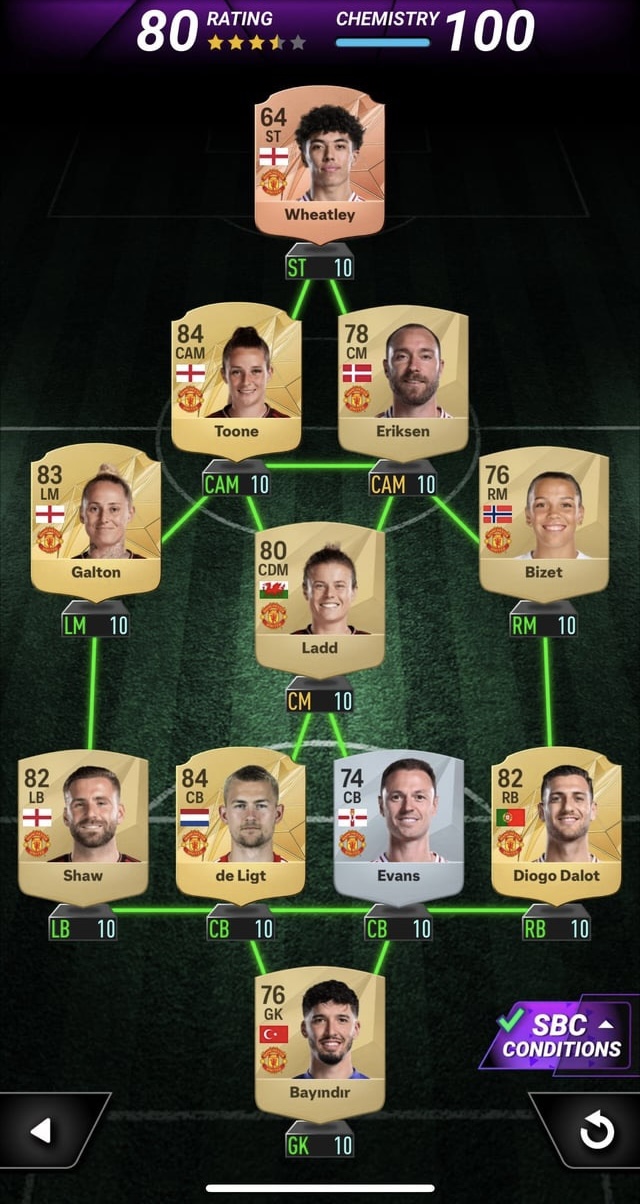 80 RATING CHEMISTRY 100
64
ST
Wheatley
ST 10
84
CAM
Toone
78
CM
Eriksen
CAM 10
CAM 10
83
LM
Galton
76
RM
Bizet
80
CDM
Ladd
LM 10
RM 10
CM 10
82
LB
Shaw
84
CB
de Ligt
74
CB
Evans
82
RB
Diogo Dalot
LB 10
CB 10
CB 10
RB 10
76
GK
Bayındır
GK 10
SBC
CONDITIONS